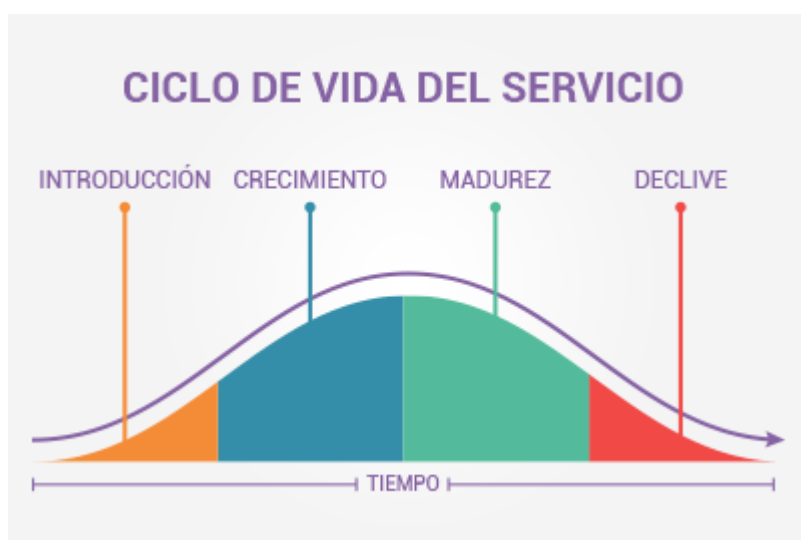 CICLO DE VIDA DEL SERVICIO
INTRODUCCIÓN CRECIMIENTO MADUREZ DECLIVE
TIEMPO